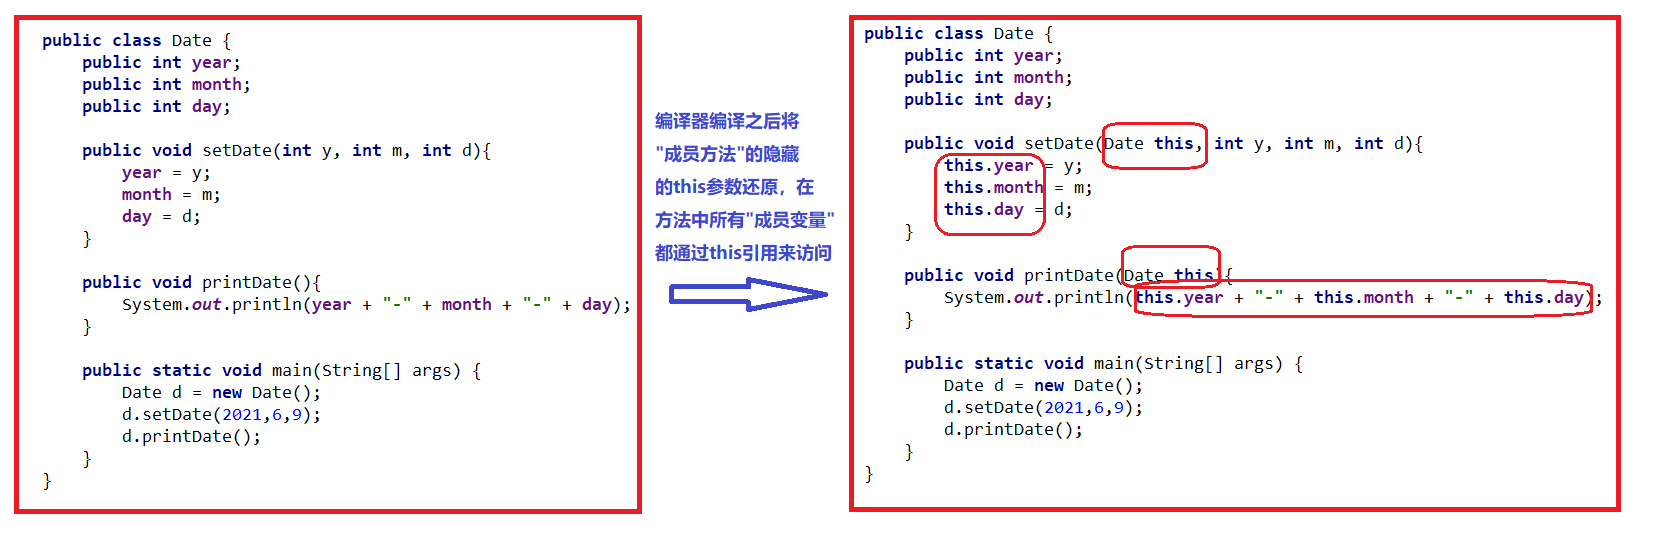 public class Date {
    public int year;
    public int month;
    public int day;
    public void setDate(int y, int m, int d){
        year = y;
        month = m;
        day = d;
    }
    public void printDate(){
        System.out.println(year + "-" + month + "-" + day);
    }
    public static void main(String[] args) {
        Date d = new Date();
        d.setDate(2021,6,9);
        d.printDate();
    }
}
编译器编译之后将
"成员方法"的隐藏
的this参数还原，在
方法中所有"成员变量"
都通过this引用来访问
public class Date {
    public int year;
    public int month;
    public int day;
    public void setDate(Date this, int y, int m, int d){
        this.year = y;
        this.month = m;
        this.day = d;
    }
    public void printDate(Date this){
        System.out.println(this.year + "-" + this.month + "-" + this.day);
    }
    public static void main(String[] args) {
        Date d = new Date();
        d.setDate(2021,6,9);
        d.printDate();
    }
}